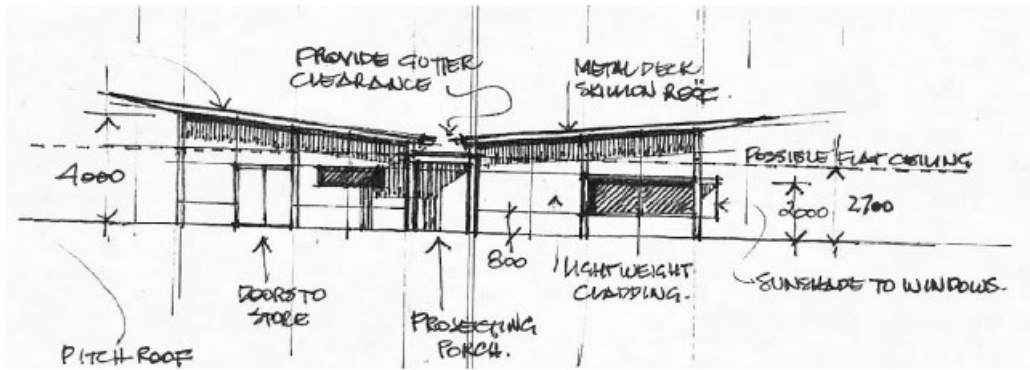 PROVIDE GUTTER
CLEARANCE
METAL DECK
SKILLION ROOF.
POSSIBLE FLAT CEILING
4000
2000
2700
800
LIGHTWEIGHT
CLADDING.
SUNSHADE TO WINDOWS.
DOORS TO
STORE
PROJECTING
PORCH.
PITCH ROOF